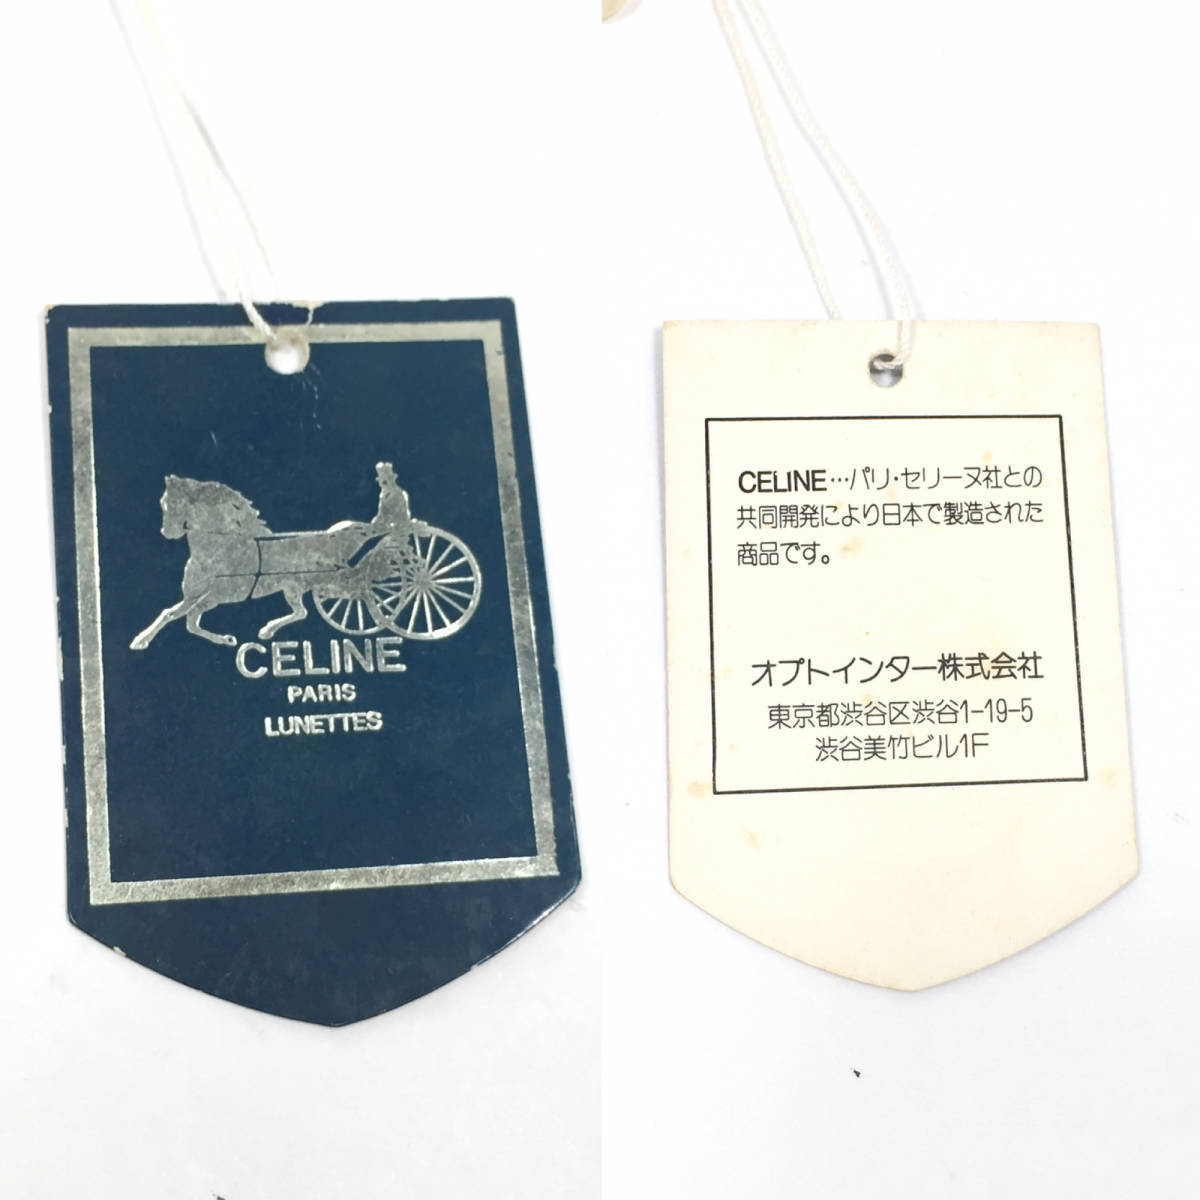 CELINE
PARIS
LUNETTES
CELINE…パリ・セリーヌ社との
共同開発により日本で製造された
商品です。
オプトインター株式会社
東京都渋谷区渋谷1-19-5
渋谷美竹ビル1F